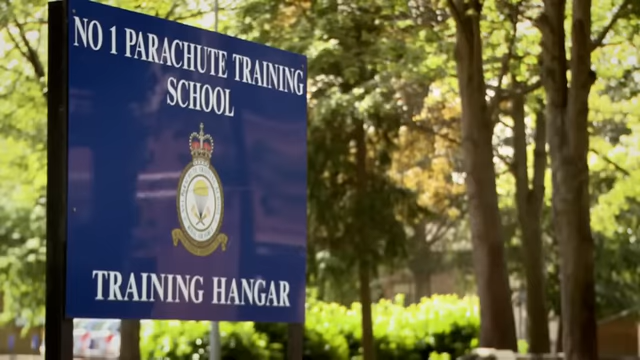 NO 1 PARACHUTE TRAINING
SCHOOL
TRAINING HANGAR